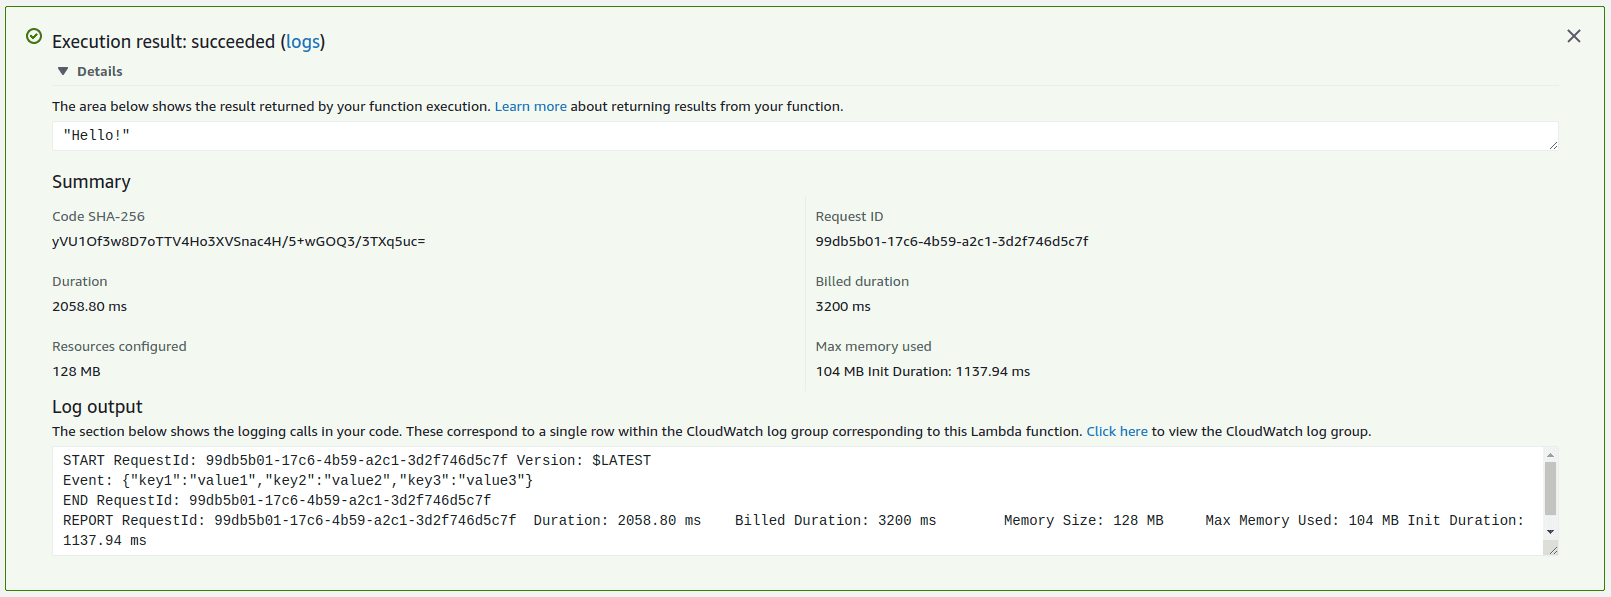 Execution result: succeeded (logs)
Details
The area below shows the result returned by your function execution. Learn more about returning results from your function.
"Hello!"
Summary
Code SHA-256
yVU1Of3w8D7oTTV4Ho3XVSnac4H/5+wGOQ3/3TXq5uc=
Request ID
99db5b01-17c6-4b59-a2c1-3d2f746d5c7f
Duration
2058.80 ms
Billed duration
3200 ms
Resources configured
128 MB
Max memory used
104 MB Init Duration: 1137.94 ms
Log output
The section below shows the logging calls in your code. These correspond to a single row within the CloudWatch log group corresponding to this Lambda function. Click here to view the CloudWatch log group.
START RequestId: 99db5b01-17c6-4b59-a2c1-3d2f746d5c7f Version: $LATEST
Event: {"key1":"value1","key2":"value2","key3":"value3"}
END RequestId: 99db5b01-17c6-4b59-a2c1-3d2f746d5c7f
REPORT RequestId: 99db5b01-17c6-4b59-a2c1-3d2f746d5c7f Duration: 2058.80 ms Billed Duration: 3200 ms Memory Size: 128 MB Max Memory Used: 104 MB Init Duration:
1137.94 ms